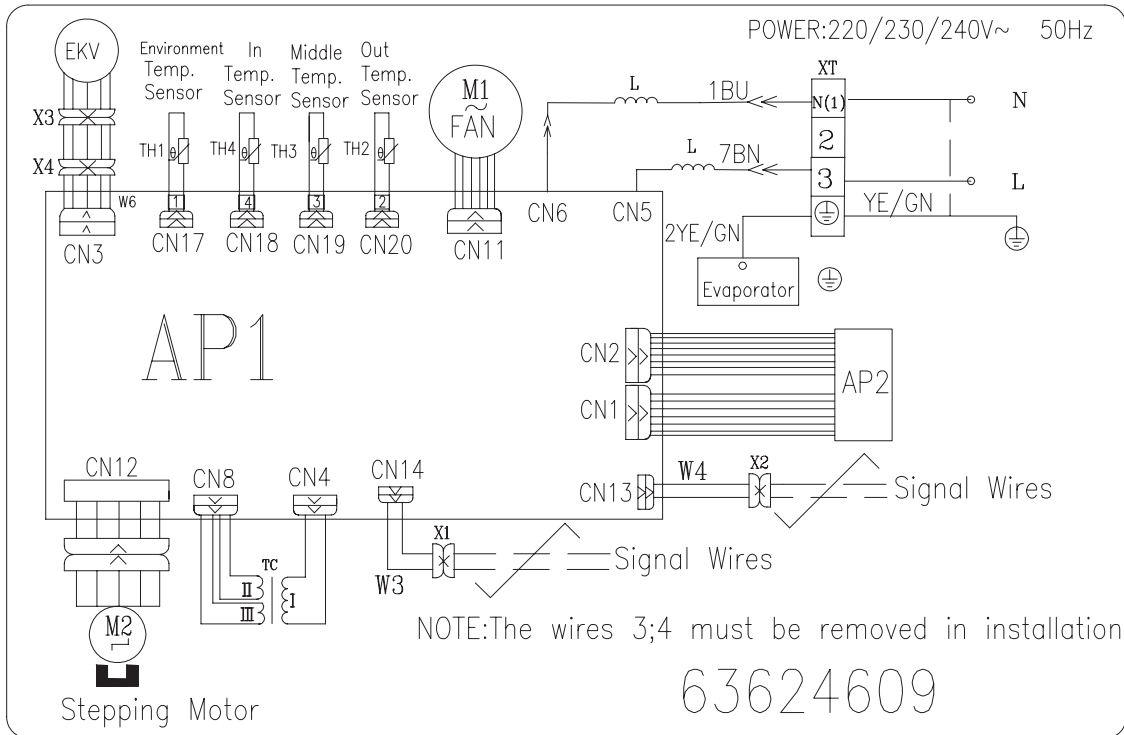 POWER:220/230/240V~ 50Hz
EKV
Environment Temp. Sensor
In Temp. Sensor
Middle Temp. Sensor
Out Temp. Sensor
M1
~
FAN
L
1BU
XT
N(1)
N
X3
TH1
θ
TH4
θ
TH3
θ
TH2
θ
2
X4
L
7BN
3
L
W6
1
4
3
2
CN6
CN5
YE/GN
CN3
CN17
CN18
CN19
CN20
CN11
2YE/GN
Evaporator
AP1
CN2
AP2
CN1
CN12
CN8
CN4
CN14
CN13
W4
X2
Signal Wires
X1
Signal Wires
TC
II
III
I
W3
M2
NOTE:The wires 3;4 must be removed in installation
63624609
Stepping Motor